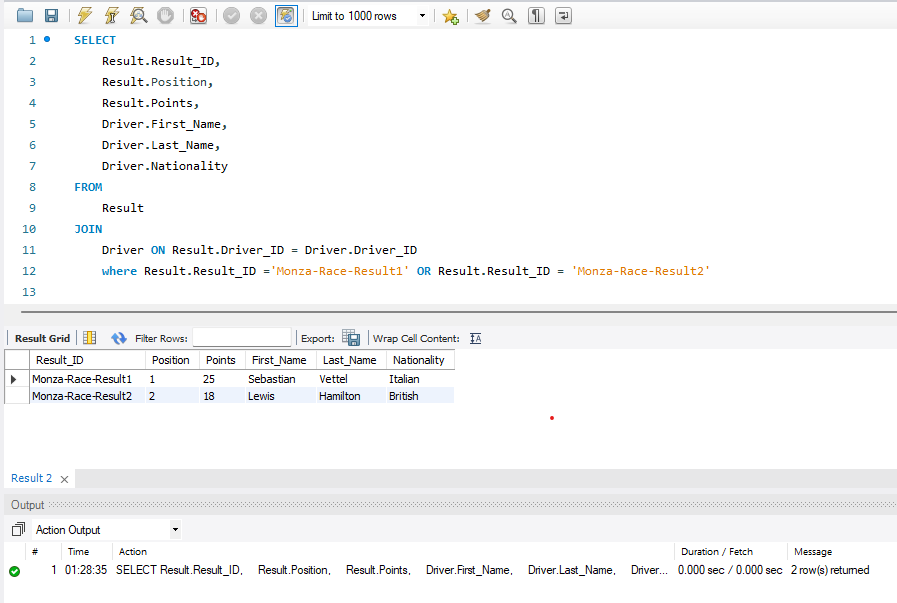 Limit to 1000 rows
1 SELECT
2 Result.Result_ID,
3 Result.Position,
4 Result.Points,
5 Driver.First_Name,
6 Driver.Last_Name,
7 Driver.Nationality
8 FROM
9 Result
10 JOIN
11 Driver ON Result.Driver_ID = Driver.Driver_ID
12 where Result.Result_ID ='Monza-Race-Result1' OR Result.Result_ID = 'Monza-Race-Result2'
13
Result Grid Filter Rows: Export: Wrap Cell Content:
Result_ID Position Points First_Name Last_Name Nationality
Monza-Race-Result1 1 25 Sebastian Vettel Italian
Monza-Race-Result2 2 18 Lewis Hamilton British
Result 2
Output
Action Output
# Time Action Duration / Fetch Message
1 01:28:35 SELECT Result.Result_ID, Result.Position, Result.Points, Driver.First_Name, Driver.Last_Name, Driver... 0.000 sec / 0.000 sec 2 row(s) returned